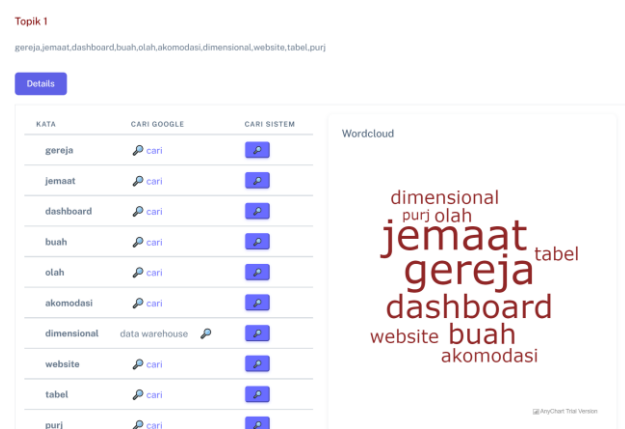 Topik 1
gereja,jemaat,dashboard,buah,olah,akomodasi,dimensional,website,tabel,purj
Details
KATA CARI GOOGLE CARI SISTEM
gereja cari
jemaat cari
dashboard cari
buah cari
olah cari
akomodasi cari
dimensional data warehouse
website cari
tabel cari
purj cari
Wordcloud
dimensional
purj olah
jemaat
tabel
gereja
dashboard
website buah
akomodasi
AnyChart Trial Version